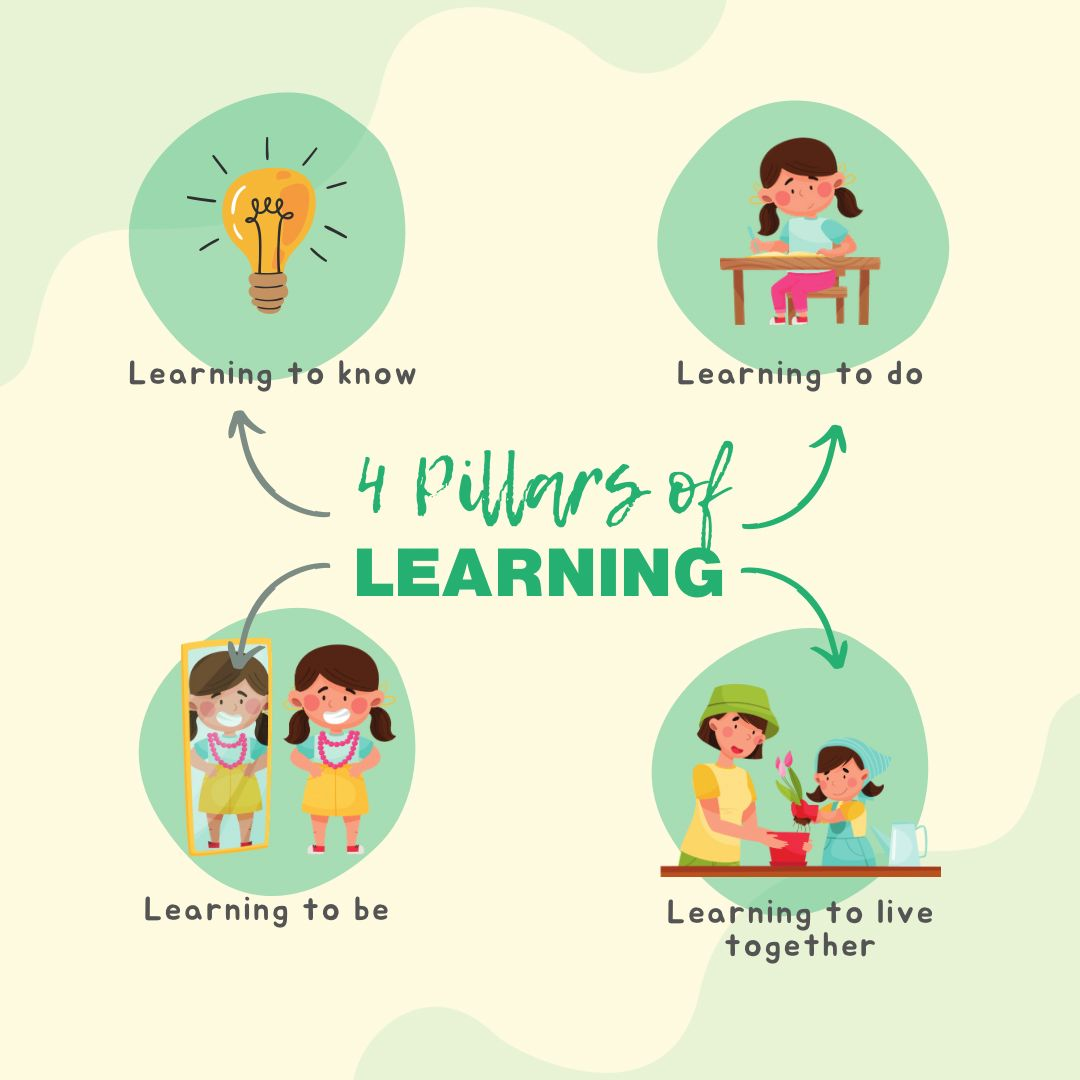 Learning to know
Learning to do
4 Pillars of
LEARNING
Learning to be
Learning to live
together